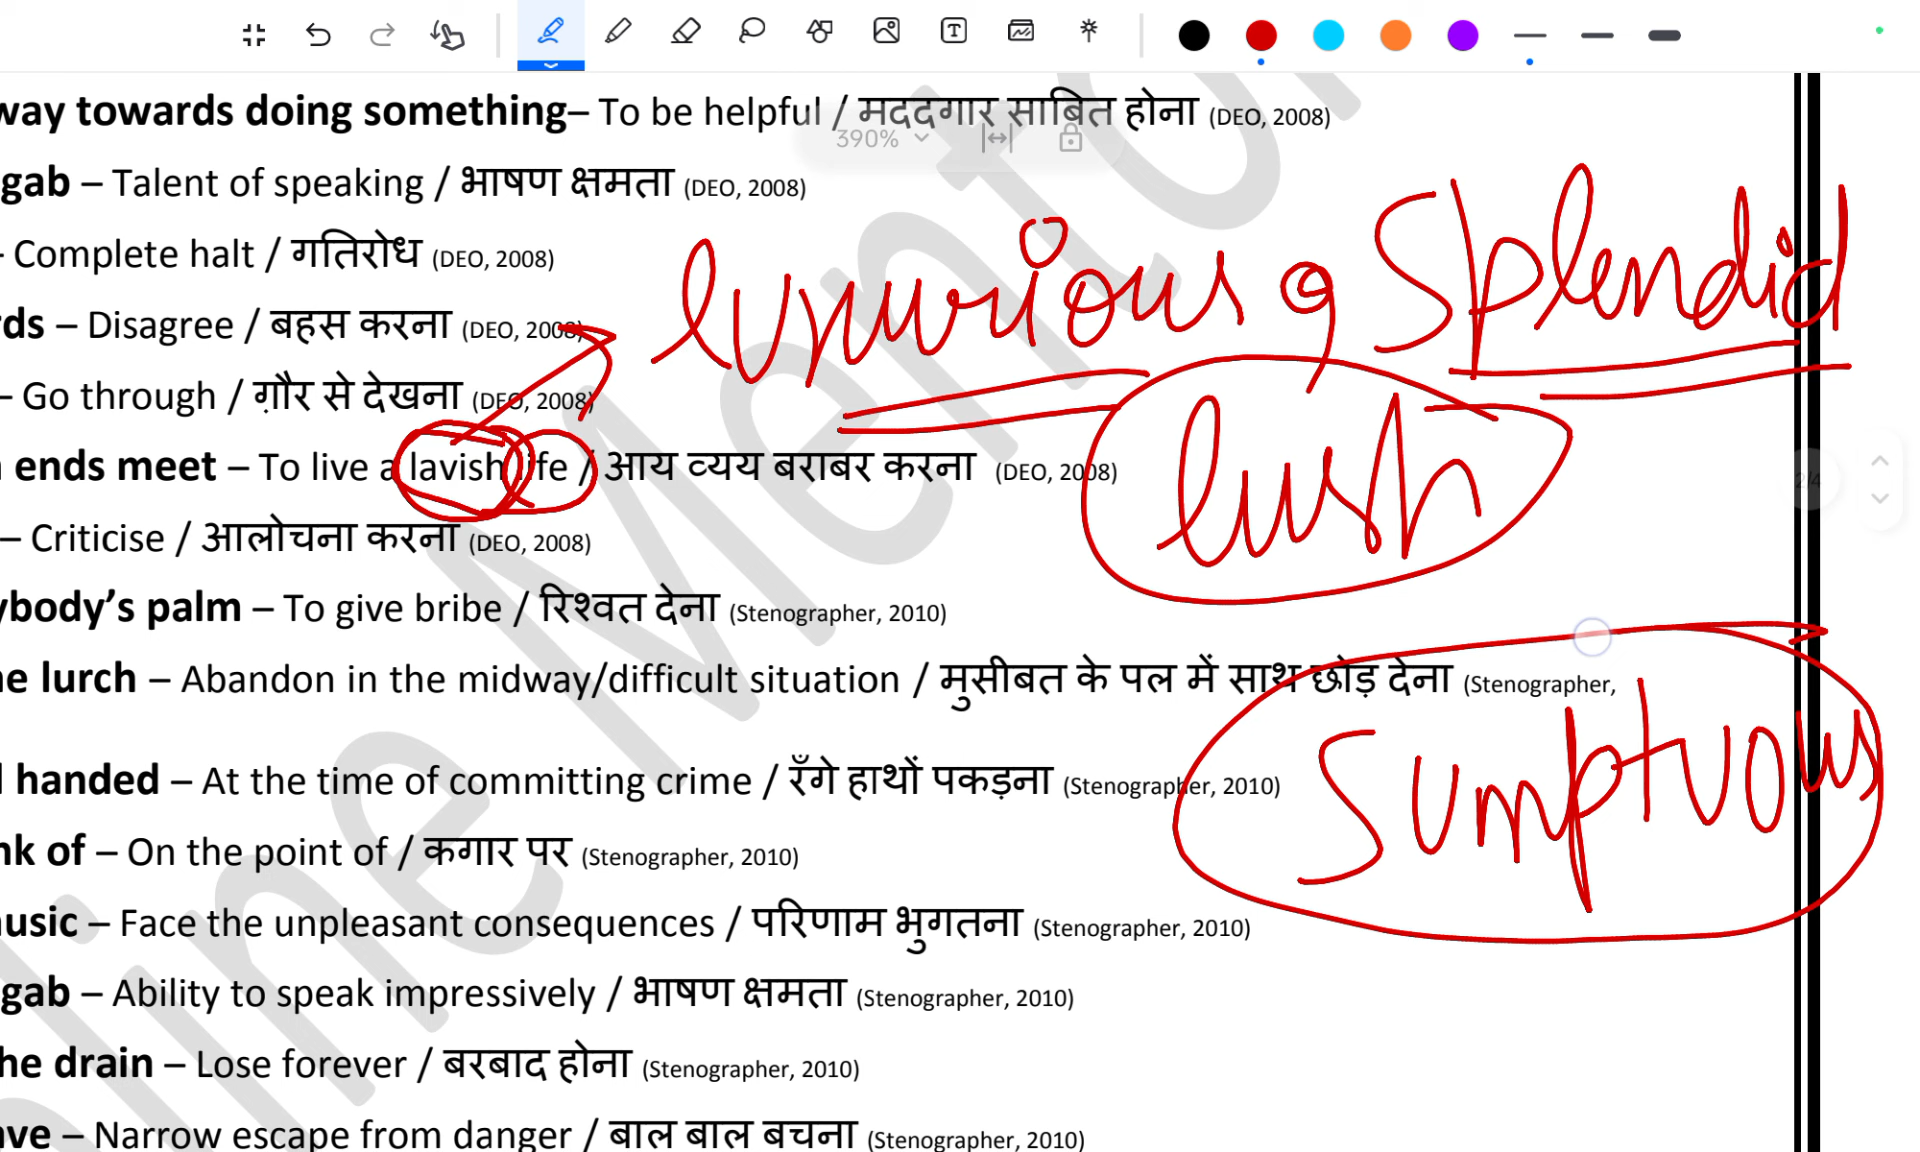 way towards doing something– To be helpful / मददगार साबित होना (DEO, 2008)
390%
gab – Talent of speaking / भाषण क्षमता (DEO, 2008)
- Complete halt / गतिरोध (DEO, 2008)
luxurious Splendid
rds – Disagree / बहस करना (DEO, 2008)
– Go through / ग़ौर से देखना (DEO, 2008)
ends meet – To live a lavish life / आय व्यय बराबर करना (DEO, 2008)
lush
2/4
– Criticise / आलोचना करना (DEO, 2008)
ybody's palm – To give bribe / रिश्वत देना (Stenographer, 2010)
e lurch – Abandon in the midway/difficult situation / मुसीबत के पल में साथ छोड़ देना (Stenographer,
Sumptuous
handed – At the time of committing crime / रँगे हाथों पकड़ना (Stenographer, 2010)
nk of – On the point of / कगार पर (Stenographer, 2010)
usic – Face the unpleasant consequences / परिणाम भुगतना (Stenographer, 2010)
gab – Ability to speak impressively / भाषण क्षमता (Stenographer, 2010)
he drain – Lose forever / बरबाद होना (Stenographer, 2010)
ave – Narrow escape from danger / बाल बाल बचना (Stenographer, 2010)
line Mentor